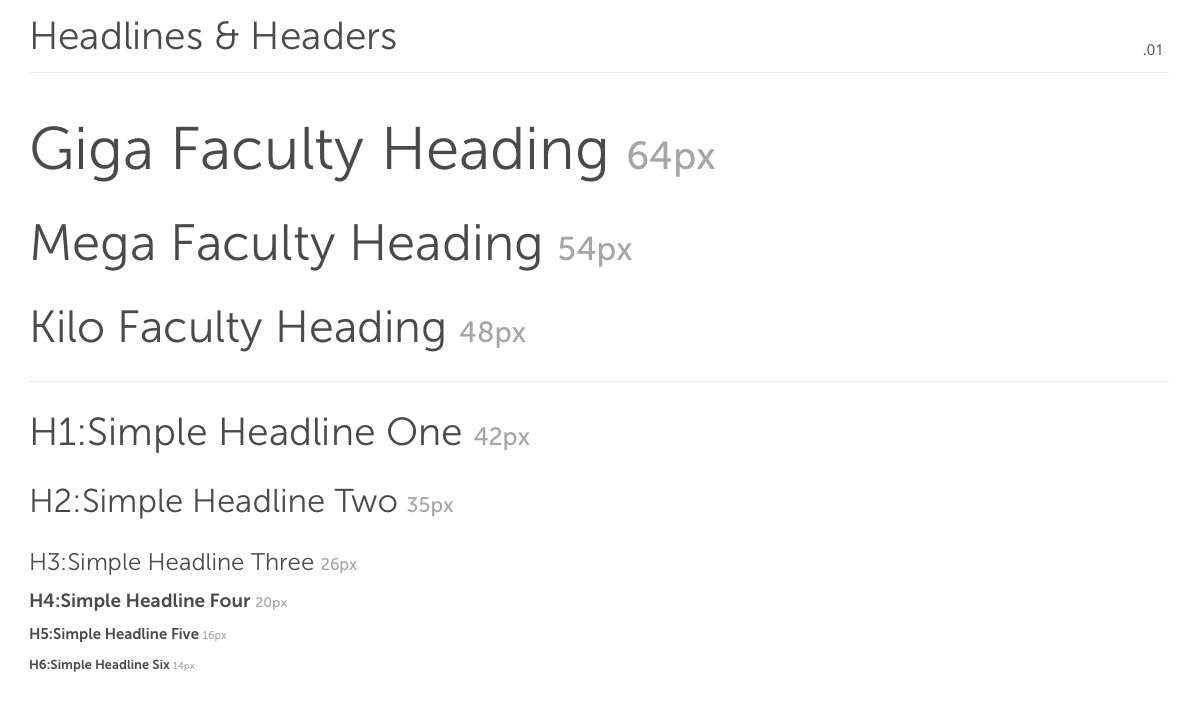 Headlines & Headers
.01
Giga Faculty Heading 64px
Mega Faculty Heading 54px
Kilo Faculty Heading 48px
H1:Simple Headline One 42px
H2:Simple Headline Two 35px
H3:Simple Headline Three 26px
H4:Simple Headline Four 20px
H5:Simple Headline Five 16px
H6:Simple Headline Six 14px